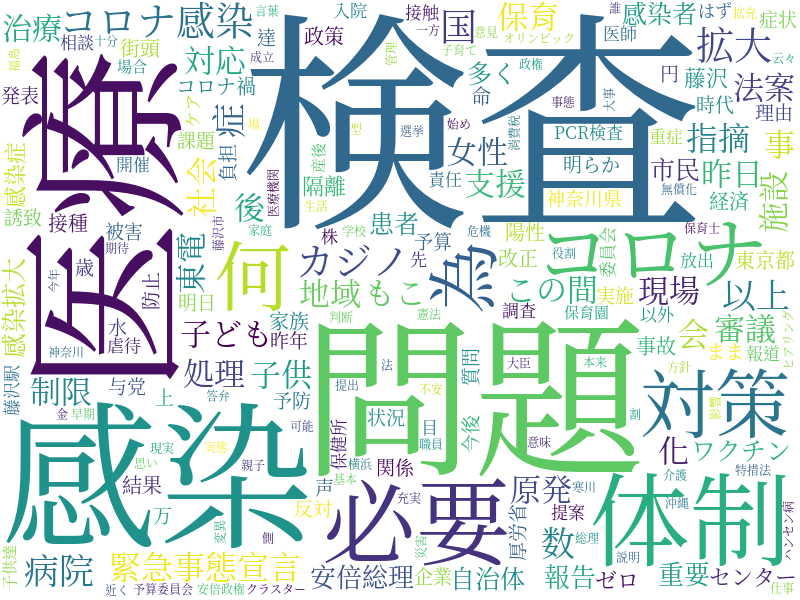 言葉
入院
接触
国
保育
感染者
はず
拡充
福島
相談
十分
治療
コロナ感染
達
政策
一方
意見
オリンピック
医師
症状
街頭
対応
管理
子育て
拡大
発表
場合
成立
多く
政権
誰
円
藤沢
云々
コロナ禍
命
事態
大事
法案
時代
理由
医療
検査
ケア
症
課題
負担
場
型
選挙
始め
消費税
PCR検査
重症
指摘
事
女性
明らか
無償化
開催
産後
隔離
責任
市民
昨日
感染症
社会
医療機関
支援
神奈川県
経済
施設
誘致
接種
後
生活
患者
陽性
保育士
家庭
学校
危機
役割
委員会
放出
東京都
被害
期待
東電
藤沢市
株
予算
改正
カジノ
先
為
コロナ
何
今年
歳
防止
明日
地域
もこ
この間
実施
現場
以上
感染拡大
水
虐待
子ども
家族
昨年
判断
憲法
調査
保育園
以外
会
審議
ヒアリング
神奈川
事故
まま
報道
与党
処理
子供
質問
大臣
本来
方針
藤沢駅
制限
上
答弁
予防
法
提出
不安
問題
対策
影響
金
早期
感染
状況
目
職員
今後
可能
保健所
割
化
ワクチン
現実
実態
思い
親子
横浜
関係
意味
介護
特措法
結果
声
基本
必要
原発
寒川
体制
沖縄
ハンセン病
万
反対
充実
厚労省
提案
変異
個
災害
数
総理
説明
子供達
病院
緊急事態宣言
安倍総理
企業
自治体
報告
ゼロ
重要
センター
近く
予算委員会
安倍政権
クラスター
仕事